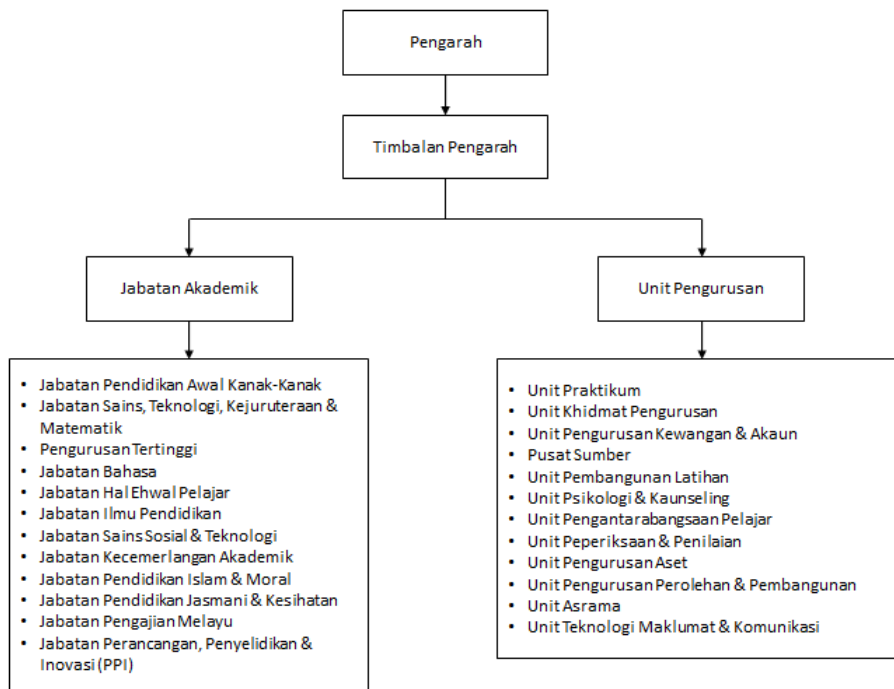 Pengarah
Timbalan Pengarah
Jabatan Akademik
Unit Pengurusan
• Jabatan Pendidikan Awal Kanak-Kanak
• Jabatan Sains, Teknologi, Kejuruteraan &
Matematik
• Pengurusan Tertinggi
• Jabatan Bahasa
• Jabatan Hal Ehwal Pelajar
• Jabatan Ilmu Pendidikan
• Jabatan Sains Sosial & Teknologi
• Jabatan Kecemerlangan Akademik
• Jabatan Pendidikan Islam & Moral
• Jabatan Pendidikan Jasmani & Kesihatan
• Jabatan Pengajian Melayu
• Jabatan Perancangan, Penyelidikan &
Inovasi (PPI)
• Unit Praktikum
• Unit Khidmat Pengurusan
• Unit Pengurusan Kewangan & Akaun
• Pusat Sumber
• Unit Pembangunan Latihan
• Unit Psikologi & Kaunseling
• Unit Pengantarabangsaan Pelajar
• Unit Peperiksaan & Penilaian
• Unit Pengurusan Aset
• Unit Pengurusan Perolehan & Pembangunan
• Unit Asrama
• Unit Teknologi Maklumat & Komunikasi